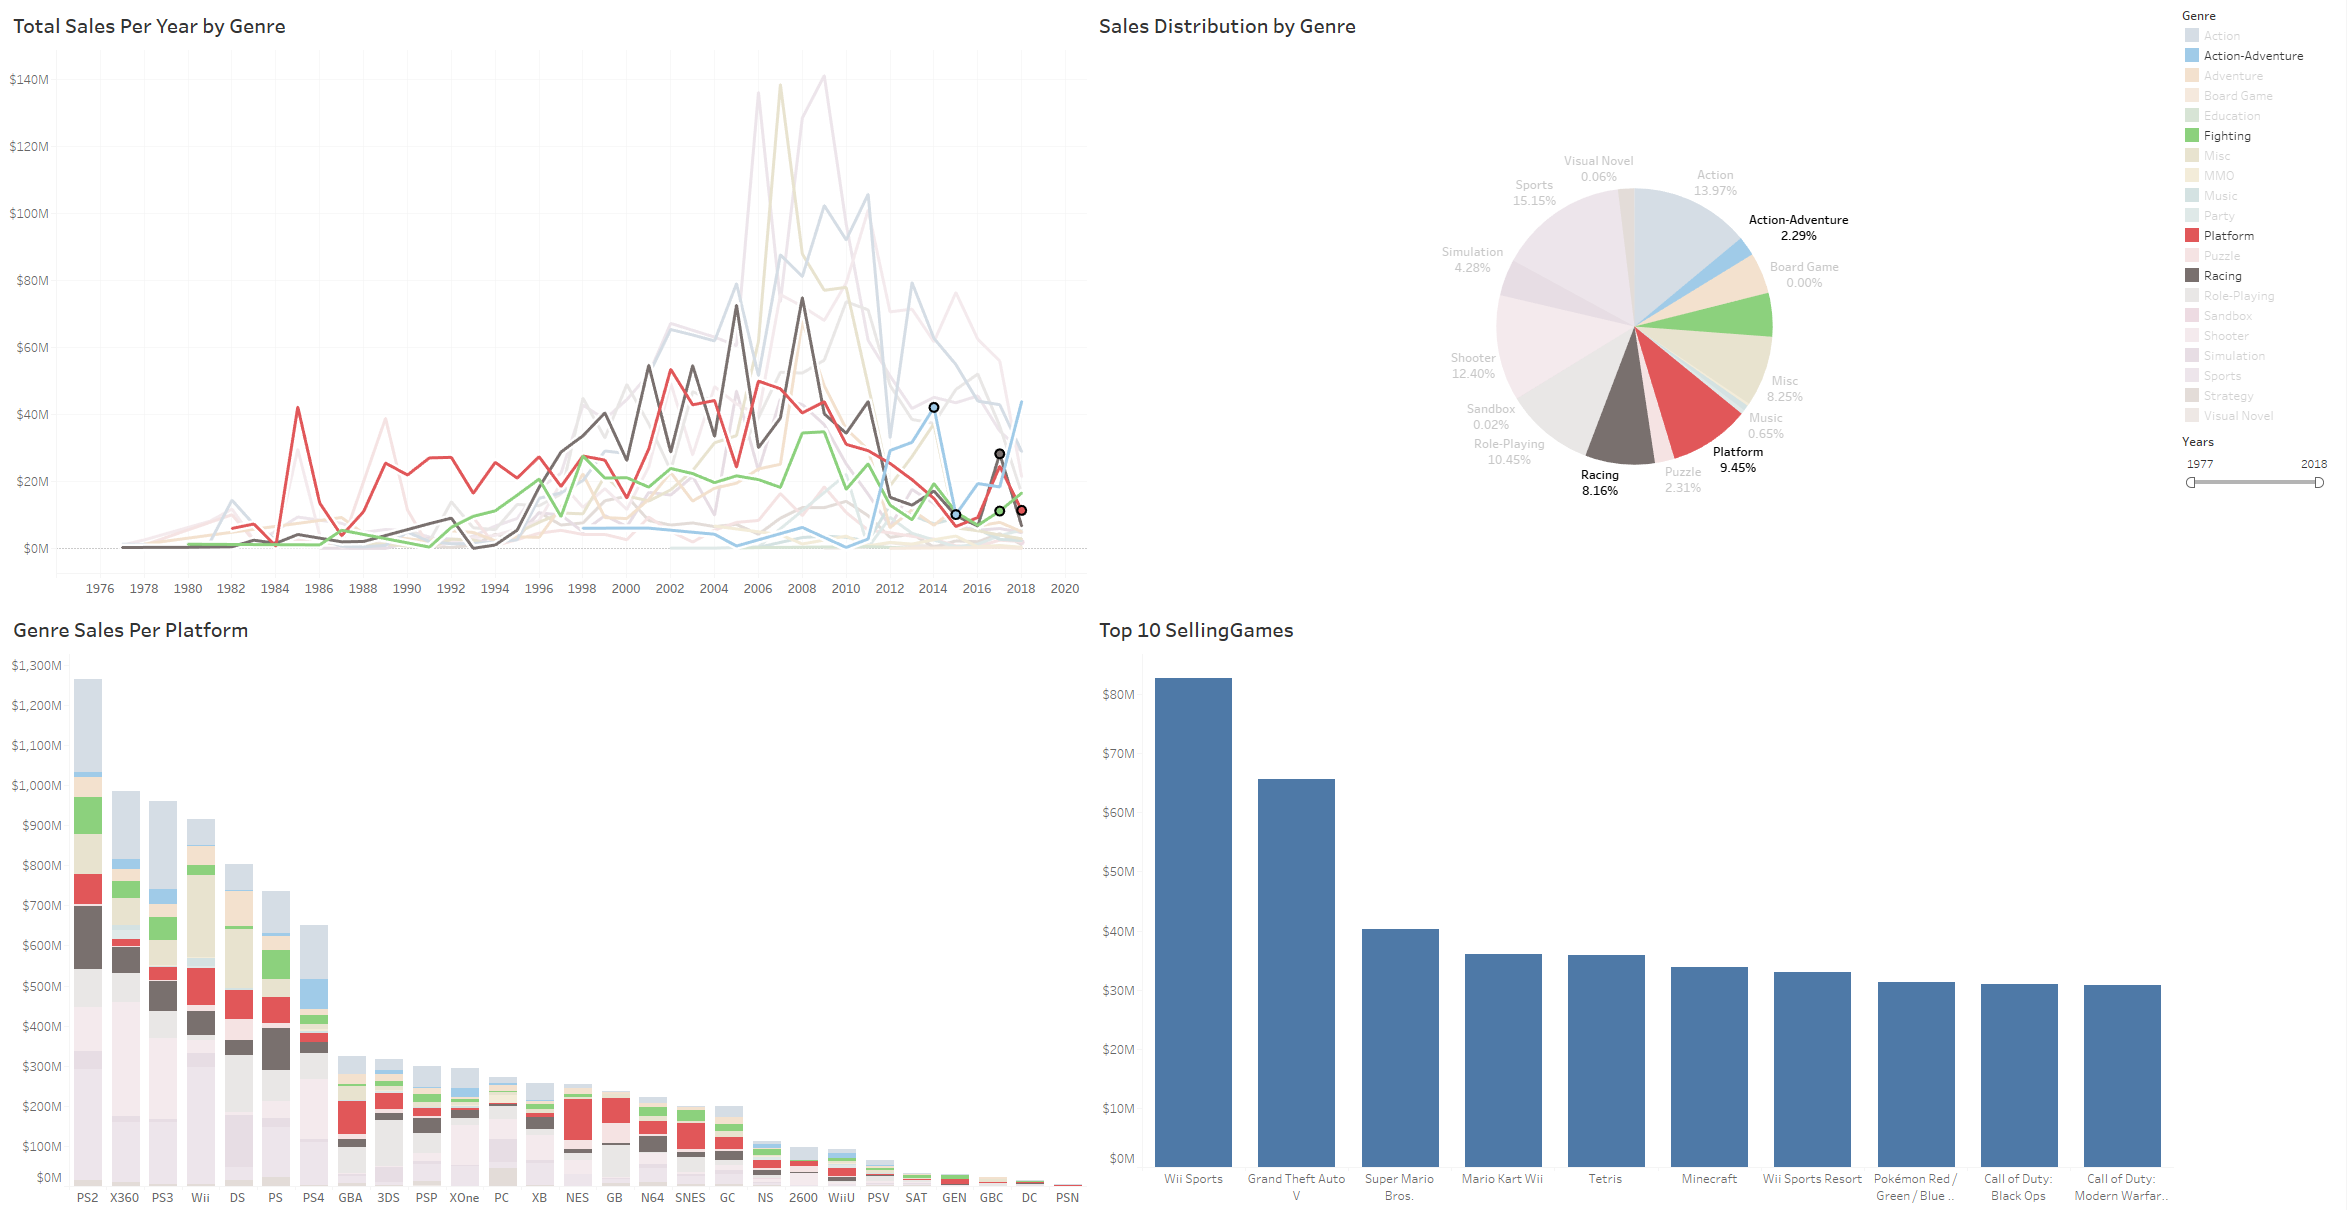 Total Sales Per Year by Genre
$140M
$120M
$100M
$80M
$60M
$40M
$20M
$0M
1976 1978 1980 1982 1984 1986 1988 1990 1992 1994 1996 1998 2000 2002 2004 2006 2008 2010 2012 2014 2016 2018 2020
Sales Distribution by Genre
Visual Novel
0.06%
Action
13.97%
Sports
15.15%
Action-Adventure
2.29%
Simulation
4.28%
Board Game
0.00%
Shooter
12.40%
Misc
8.25%
Sandbox
0.02%
Music
0.65%
Role-Playing
10.45%
Platform
9.45%
Racing
8.16%
Puzzle
2.31%
Genre
Action
Action-Adventure
Adventure
Board Game
Education
Fighting
Misc
MMO
Music
Party
Platform
Puzzle
Racing
Role-Playing
Sandbox
Shooter
Simulation
Sports
Strategy
Visual Novel
Years
1977 2018
Genre Sales Per Platform
$1,300M
$1,200M
$1,100M
$1,000M
$900M
$800M
$700M
$600M
$500M
$400M
$300M
$200M
$100M
$0M
PS2 X360 PS3 Wii DS PS PS4 GBA 3DS PSP XOne PC XB NES GB N64 SNES GC NS 2600 WiiU PSV SAT GEN GBC DC PSN
Top 10 SellingGames
$80M
$70M
$60M
$50M
$40M
$30M
$20M
$10M
$0M
Wii Sports
Grand Theft Auto
V
Super Mario
Bros.
Mario Kart Wii
Tetris
Minecraft
Wii Sports Resort
Pokémon Red /
Green / Blue ..
Call of Duty:
Black Ops
Call of Duty:
Modern Warfar..